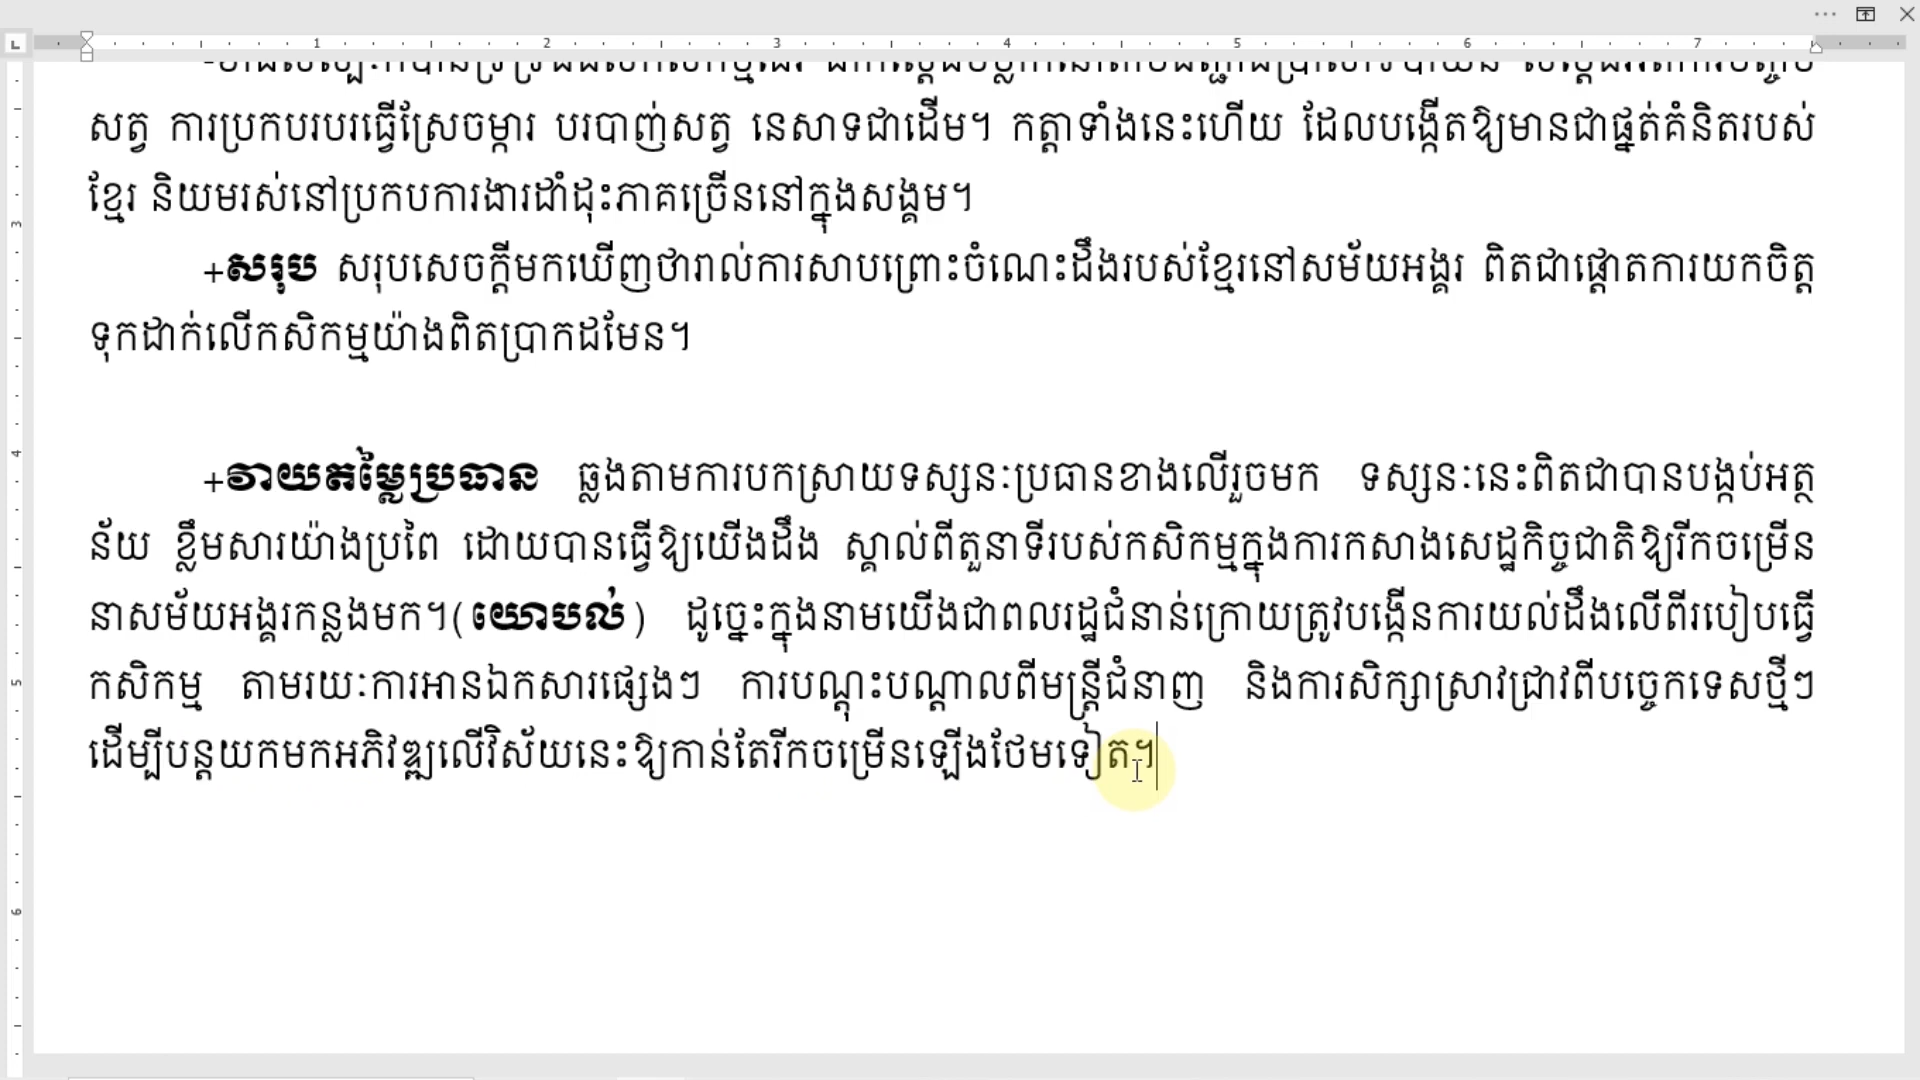 សត្វ ការប្រកបរបរធ្វើស្រែចម្ការ បរបាញ់សត្វ នេសាទជាដើម។ កត្តាទាំងនេះហើយ ដែលបង្កើតឱ្យមានជាផ្នត់គំនិតរបស់
ខ្មែរ និយមរស់នៅប្រកបការងារដាំដុះភាគច្រើននៅក្នុងសង្គម។
+សរុប សរុបសេចក្ដីមកឃើញថារាល់ការសាបព្រោះចំណេះដឹងរបស់ខ្មែរនៅសម័យអង្គរ ពិតជាផ្ដោតការយកចិត្ត
ទុកដាក់លើកសិកម្មយ៉ាងពិតប្រាកដមែន។
+វាយតម្លៃប្រធាន ឆ្លងតាមការបកស្រាយទស្សនៈប្រធានខាងលើរួចមក ទស្សនៈនេះពិតជាបានបង្កប់អត្ថ
ន័យ ខ្លឹមសារយ៉ាងប្រពៃ ដោយបានធ្វើឱ្យយើងដឹង ស្គាល់ពីតួនាទីរបស់កសិកម្មក្នុងការកសាងសេដ្ឋកិច្ចជាតិឱ្យរីកចម្រើន
នាសម័យអង្គរកន្លងមក។(យោបល់) ដូច្នេះក្នុងនាមយើងជាពលរដ្ឋជំនាន់ក្រោយត្រូវបង្កើនការយល់ដឹងលើពីរបៀបធ្វើ
កសិកម្ម តាមរយៈការអានឯកសារផ្សេងៗ ការបណ្ដុះបណ្ដាលពីមន្ត្រីជំនាញ និងការសិក្សាស្រាវជ្រាវពីបច្ចេកទេសថ្មីៗ
ដើម្បីបន្តយកមកអភិវឌ្ឍលើវិស័យនេះឱ្យកាន់តែរីកចម្រើនឡើងថែមទៀត។